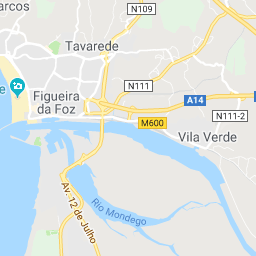 arcos
N109
Tavarede
N111
e
Figueira
da Foz
A14
N111-2
M600
Vila Verde
Av. 12 de Julho
Rio Mondego